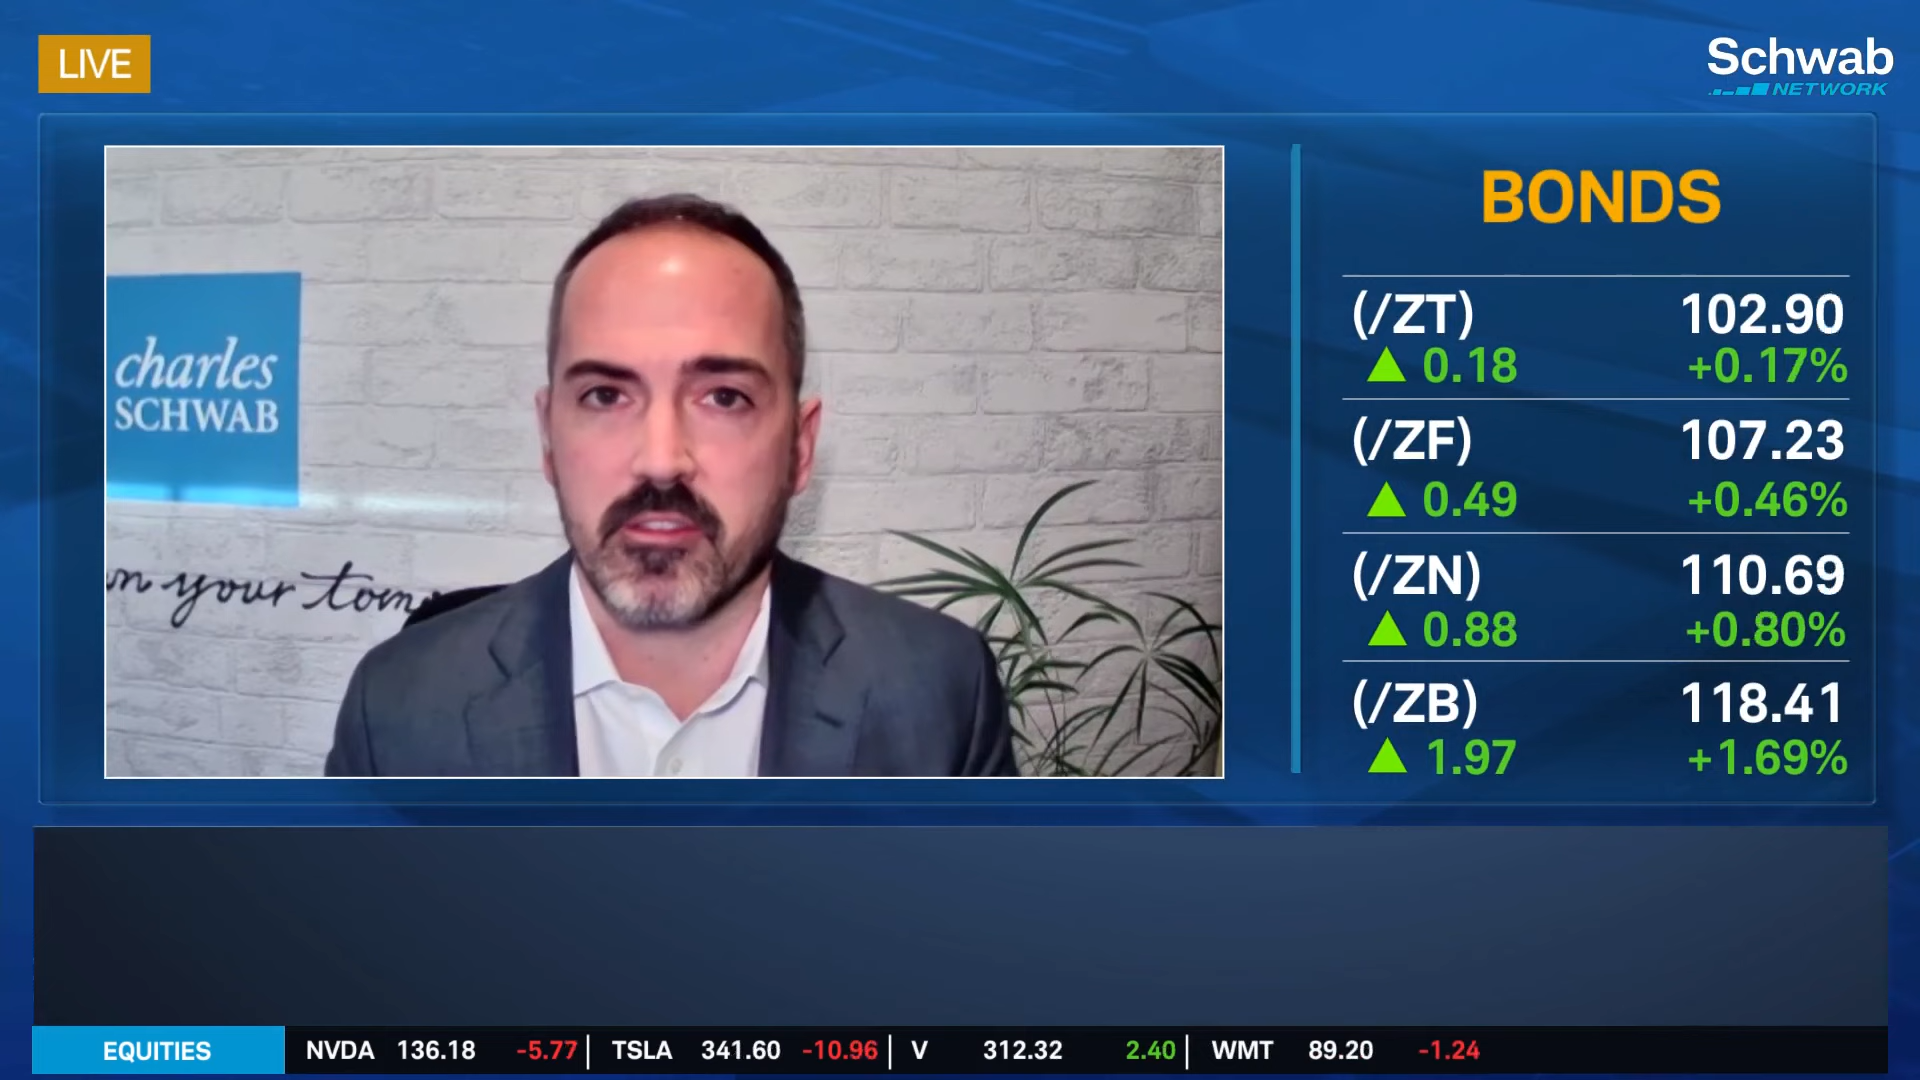 LIVE
Schwab
NETWORK
charles
SCHWAB
n your tom
BONDS
(/ZT) 102.90
▲ 0.18 +0.17%
(/ZF) 107.23
▲ 0.49 +0.46%
(/ZN) 110.69
▲ 0.88 +0.80%
(/ZB) 118.41
▲ 1.97 +1.69%
EQUITIES NVDA 136.18 -5.77 | TSLA 341.60 -10.96 | V 312.32 2.40 | WMT 89.20 -1.24